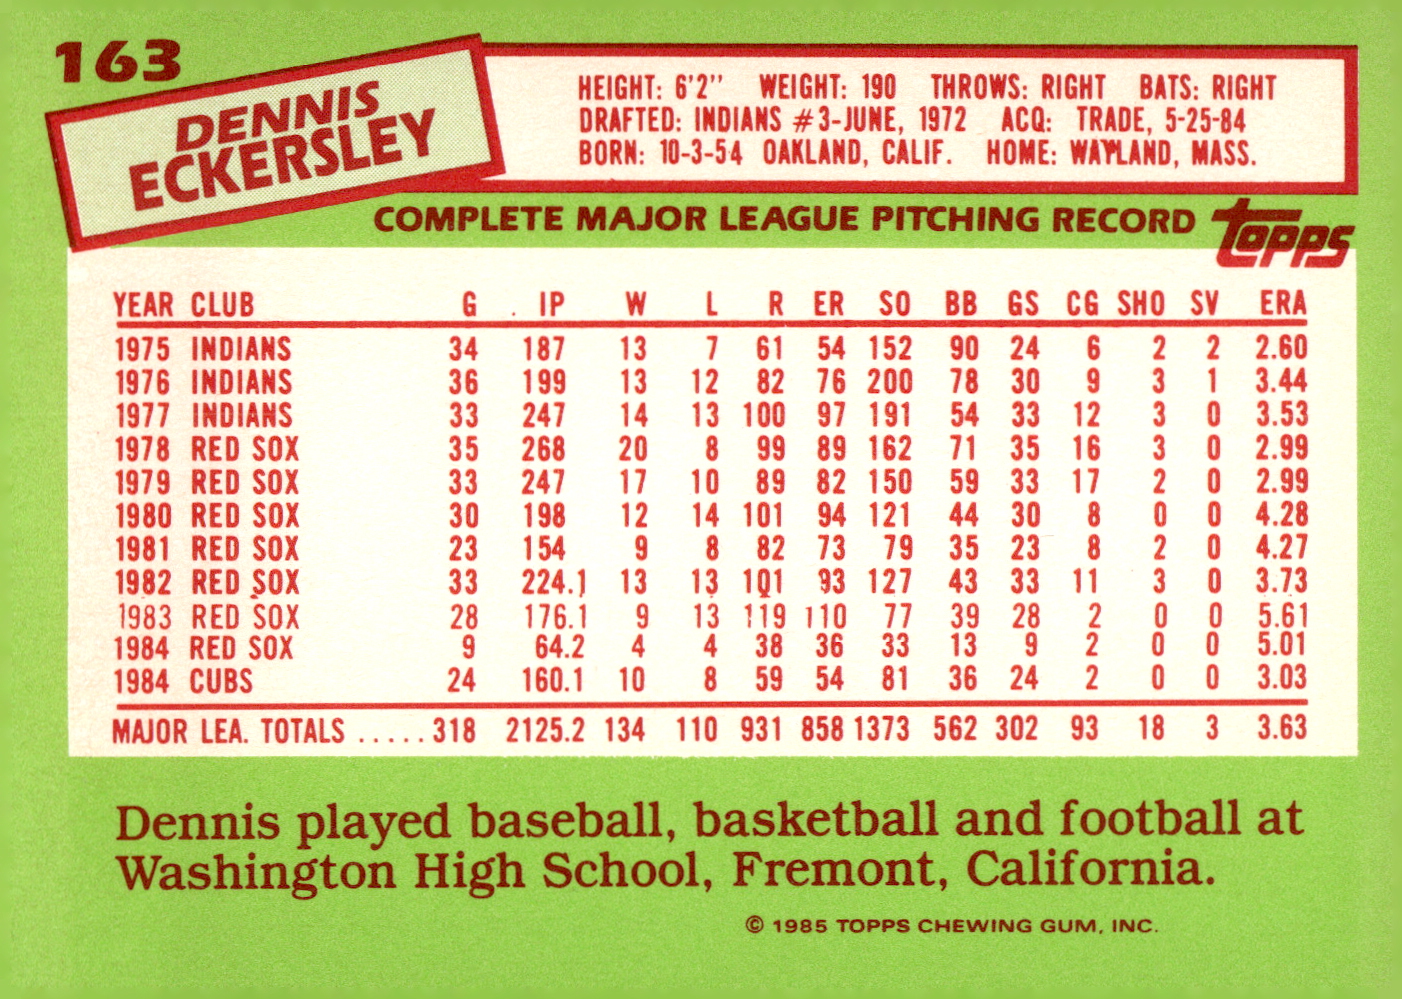 163
DENNIS
ECKERSLEY
HEIGHT: 6'2" WEIGHT: 190 THROWS: RIGHT BATS: RIGHT
DRAFTED: INDIANS #3-JUNE, 1972 ACQ: TRADE, 5-25-84
BORN: 10-3-54 OAKLAND, CALIF. HOME: WAYLAND, MASS.
COMPLETE MAJOR LEAGUE PITCHING RECORD
TOPPS
YEAR CLUB G IP W L R ER SO BB GS CG SHO SV ERA
1975 INDIANS 34 187 13 7 61 54 152 90 24 6 2 2 2.60
1976 INDIANS 36 199 13 12 82 76 200 78 30 9 3 1 3.44
1977 INDIANS 33 247 14 13 100 97 191 54 33 12 3 0 3.53
1978 RED SOX 35 268 20 8 99 89 162 71 35 16 3 0 2.99
1979 RED SOX 33 247 17 10 89 82 150 59 33 17 2 0 2.99
1980 RED SOX 30 198 12 14 101 94 121 44 30 8 0 0 4.28
1981 RED SOX 23 154 9 8 82 73 79 35 23 8 2 0 4.27
1982 RED SOX 33 224.1 13 13 101 93 127 43 33 11 3 0 3.73
1983 RED SOX 28 176.1 9 13 119 110 77 39 28 2 0 0 5.61
1984 RED SOX 9 64.2 4 4 38 36 33 13 9 2 0 0 5.01
1984 CUBS 24 160.1 10 8 59 54 81 36 24 2 0 0 3.03
MAJOR LEA. TOTALS ..... 318 2125.2 134 110 931 858 1373 562 302 93 18 3 3.63
Dennis played baseball, basketball and football at
Washington High School, Fremont, California.
© 1985 TOPPS CHEWING GUM, INC.